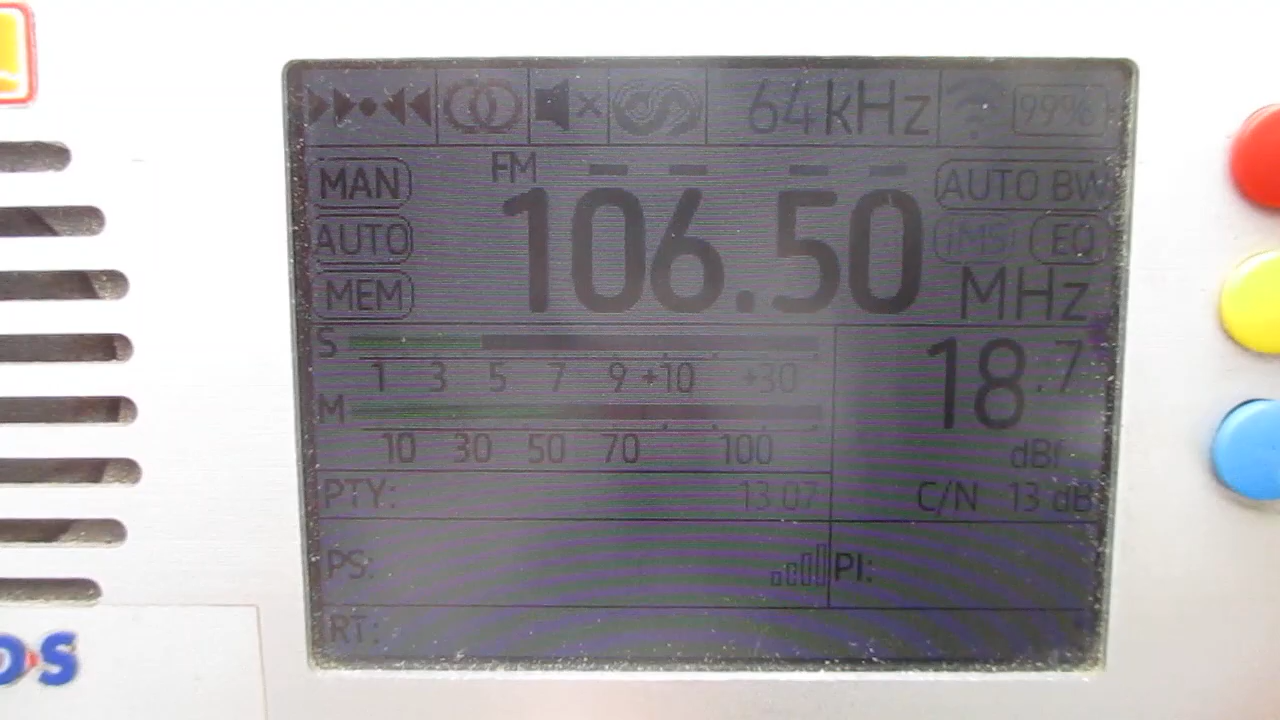 64kHz 99%
FM
MAN 106.50 AUTO BW
AUTO iMS EQ
MEM MHz
S
1 3 5 7 9 +10 +30
18.7
M
10 30 50 70 100
dBf
PTY: 13.07 C/N 13 dB
PS: PI:
RT: